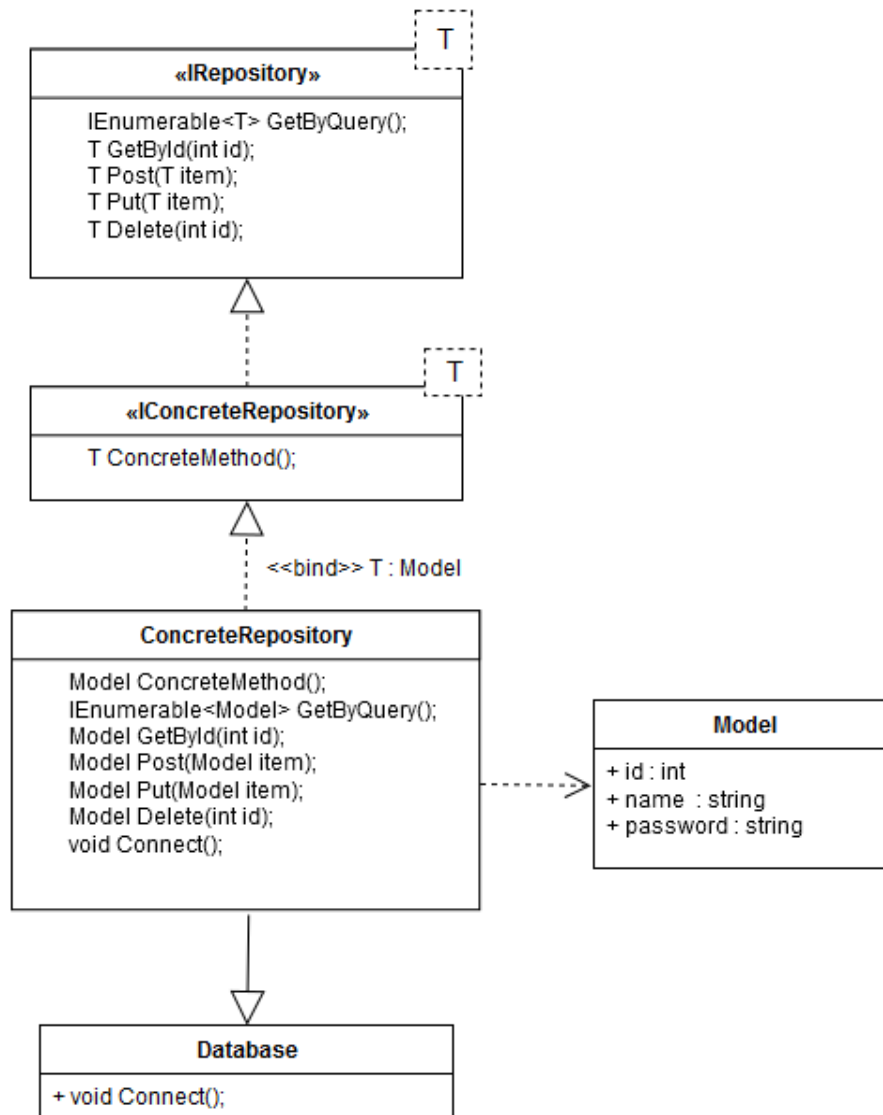 T
«IRepository»
IEnumerable<T> GetByQuery();
T GetById(int id);
T Post(T item);
T Put(T item);
T Delete(int id);
T
«IConcreteRepository»
T ConcreteMethod();
<<bind>> T : Model
ConcreteRepository
Model ConcreteMethod();
IEnumerable<Model> GetByQuery();
Model GetById(int id);
Model Post(Model item);
Model Put(Model item);
Model Delete(int id);
void Connect();
Model
+ id : int
+ name : string
+ password : string
Database
+ void Connect();